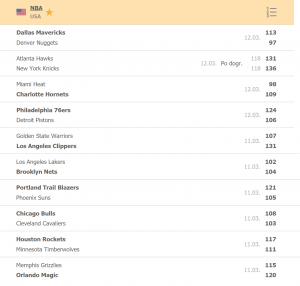 NBA
USA
Dallas Mavericks 113
12.03.
Denver Nuggets 97
Atlanta Hawks 118 131
12.03. Po dogr.
New York Knicks 118 136
Miami Heat 98
12.03.
Charlotte Hornets 109
Philadelphia 76ers 124
12.03.
Detroit Pistons 106
Golden State Warriors 107
11.03.
Los Angeles Clippers 131
Los Angeles Lakers 102
11.03.
Brooklyn Nets 104
Portland Trail Blazers 121
11.03.
Phoenix Suns 105
Chicago Bulls 108
11.03.
Cleveland Cavaliers 103
Houston Rockets 117
11.03.
Minnesota Timberwolves 111
Memphis Grizzlies 115
11.03.
Orlando Magic 120